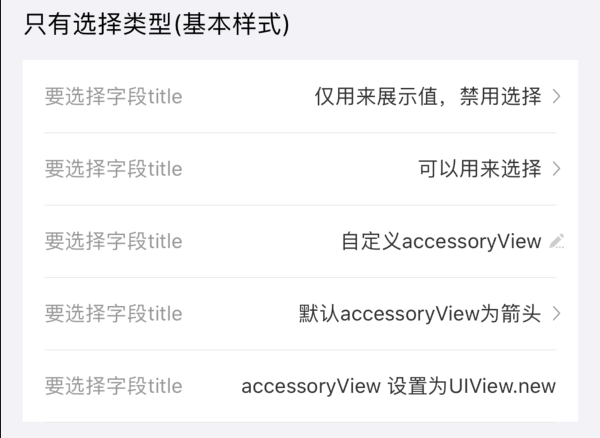 只有选择类型(基本样式)
要选择字段title 仅用来展示值，禁用选择
要选择字段title 可以用来选择
要选择字段title 自定义accessoryView
要选择字段title 默认accessoryView为箭头
要选择字段title accessoryView 设置为UIView.new